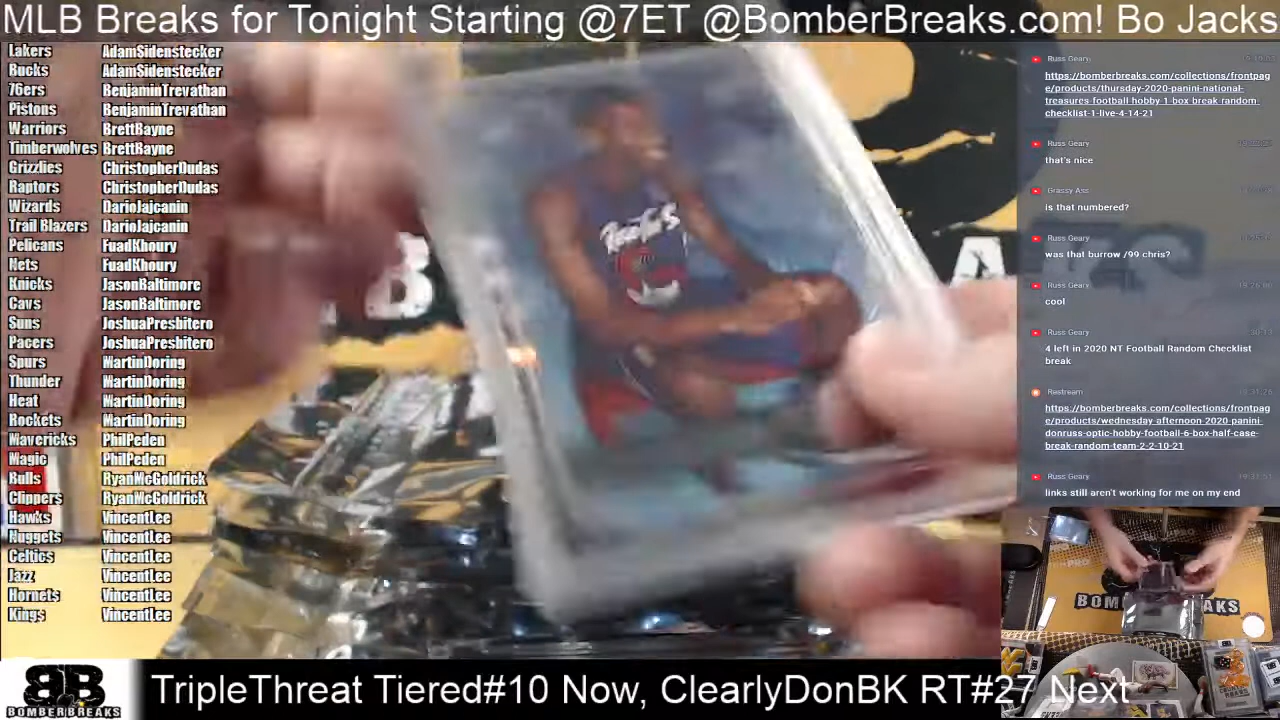 MLB Breaks for Tonight Starting @7ET @BomberBreaks.com! Bo Jacks
Lakers AdamSidenstecker
Bucks AdamSidenstecker
76ers BenjaminTrevathan
Pistons BenjaminTrevathan
Warriors BrettBayne
Timberwolves BrettBayne
Grizzlies ChristopherDudas
Raptors ChristopherDudas
Wizards DarioJajcanin
Trail Blazers DarioJajcanin
Pelicans FuadKhoury
Nets FuadKhoury
Knicks JasonBaltimore
Cavs JasonBaltimore
Suns JoshuaPresbitero
Pacers JoshuaPresbitero
Spurs MartinDoring
Thunder MartinDoring
Heat MartinDoring
Rockets MartinDoring
Mavericks PhilPeden
Magic PhilPeden
Bulls RyanMcGoldrick
Clippers RyanMcGoldrick
Hawks VincentLee
Nuggets VincentLee
Celtics VincentLee
Jazz VincentLee
Hornets VincentLee
Kings VincentLee
Russ Geary
https://bomberbreaks.com/collections/frontpag
e/products/thursday-2020-panini-national-
treasures-football-hobby-1-box-break-random-
checklist-1-live-4-14-21
Russ Geary
that's nice
Grassy Ass
is that numbered?
Russ Geary
was that burrow /99 chris?
Russ Geary
cool
Russ Geary
4 left in 2020 NT Football Random Checklist
break
Restream
https://bomberbreaks.com/collections/frontpag
e/products/wednesday-afternoon-2020-panini-
donruss-optic-hobby-football-6-box-half-case-
break-random-team-2-2-10-21
Russ Geary
links still aren't working for me on my end
BB
BOMBERBREAKS
TripleThreat Tiered#10 Now, ClearlyDonBK RT#27 Next